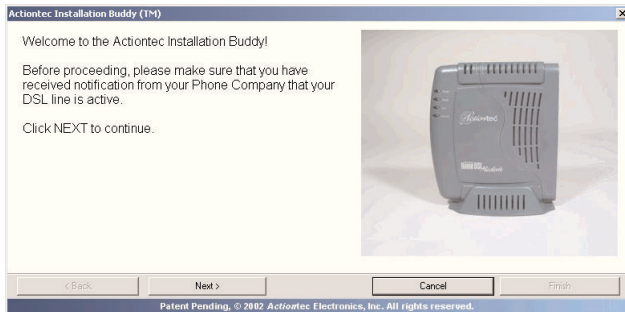 Actiontec Installation Buddy (TM)
Welcome to the Actiontec Installation Buddy!
Before proceeding, please make sure that you have
received notification from your Phone Company that your
DSL line is active.
Click NEXT to continue.
Actiontec
< Back
Next >
Cancel
Finish
Patent Pending, © 2002 Actiontec Electronics, Inc. All rights reserved.